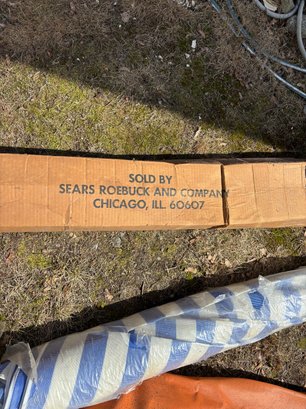 SOLD BY
SEARS ROEBUCK AND COMPANY
CHICAGO, ILL. 60607